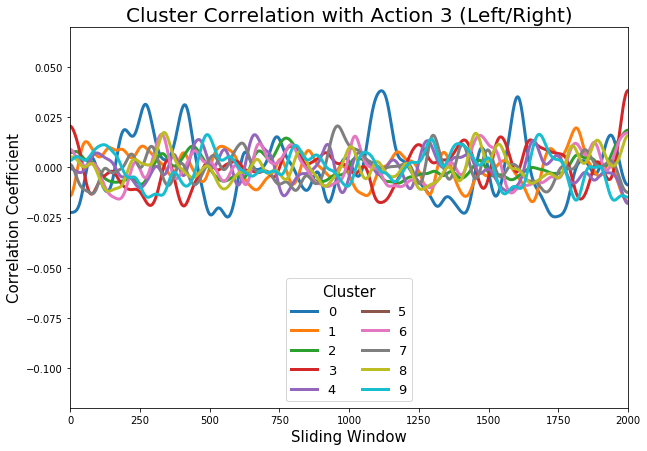 Cluster Correlation with Action 3 (Left/Right)
Correlation Coefficient
0.050
0.025
0.000
−0.025
−0.050
−0.075
−0.100
Cluster
0 5
1 6
2 7
3 8
4 9
0 250 500 750 1000 1250 1500 1750 2000
Sliding Window